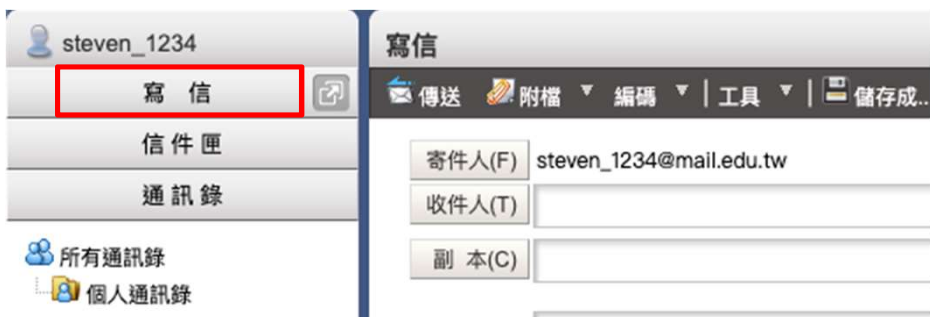 steven_1234
寫 信
信件匣
通訊錄
所有通訊錄
個人通訊錄
寫信
傳送 附檔 ▼ 編碼 ▼ | 工具 ▼ | 儲存成...
寄件人(F) steven_1234@mail.edu.tw
收件人(T)
副 本(C)